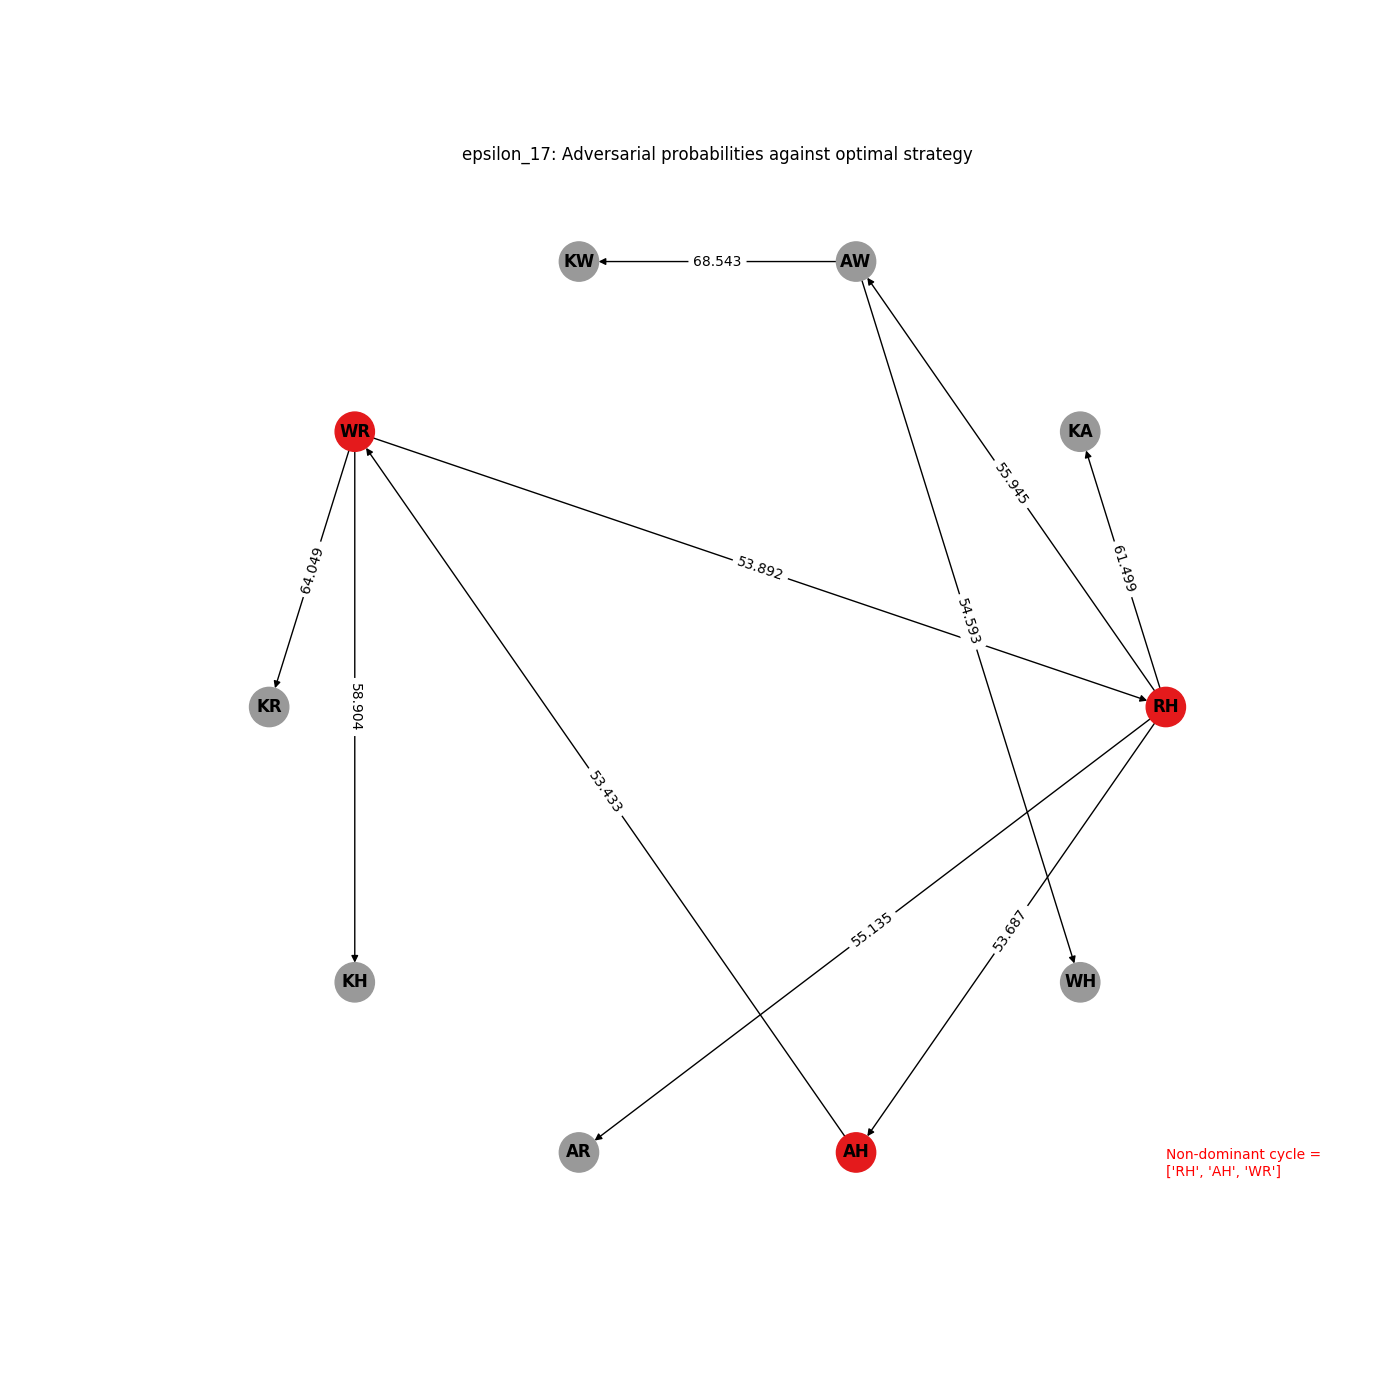 epsilon_17: Adversarial probabilities against optimal strategy
KW
68.543
AW
WR
KA
55.945
53.892
64.049
61.499
54.593
KR
58.904
RH
53.433
55.135
53.687
KH
WH
AR
AH
Non-dominant cycle =
['RH', 'AH', 'WR']